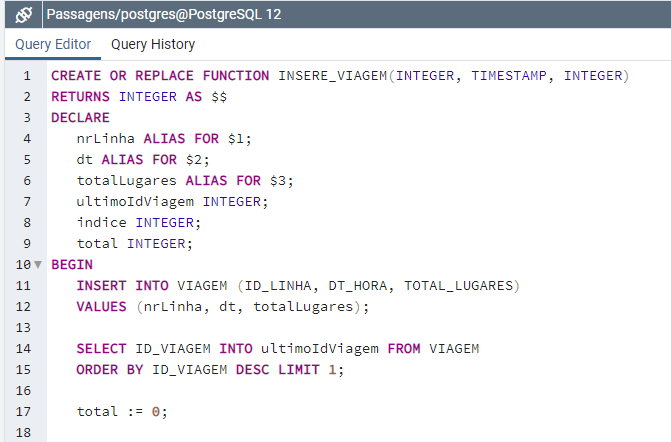 Passagens/postgres@PostgreSQL 12
Query Editor Query History
1 CREATE OR REPLACE FUNCTION INSERE_VIAGEM(INTEGER, TIMESTAMP, INTEGER)
2 RETURNS INTEGER AS $$
3 DECLARE
4 nrLinha ALIAS FOR $1;
5 dt ALIAS FOR $2;
6 totalLugares ALIAS FOR $3;
7 ultimoIdViagem INTEGER;
8 indice INTEGER;
9 total INTEGER;
10 BEGIN
11 INSERT INTO VIAGEM (ID_LINHA, DT_HORA, TOTAL_LUGARES)
12 VALUES (nrLinha, dt, totalLugares);
13
14 SELECT ID_VIAGEM INTO ultimoIdViagem FROM VIAGEM
15 ORDER BY ID_VIAGEM DESC LIMIT 1;
16
17 total := 0;
18